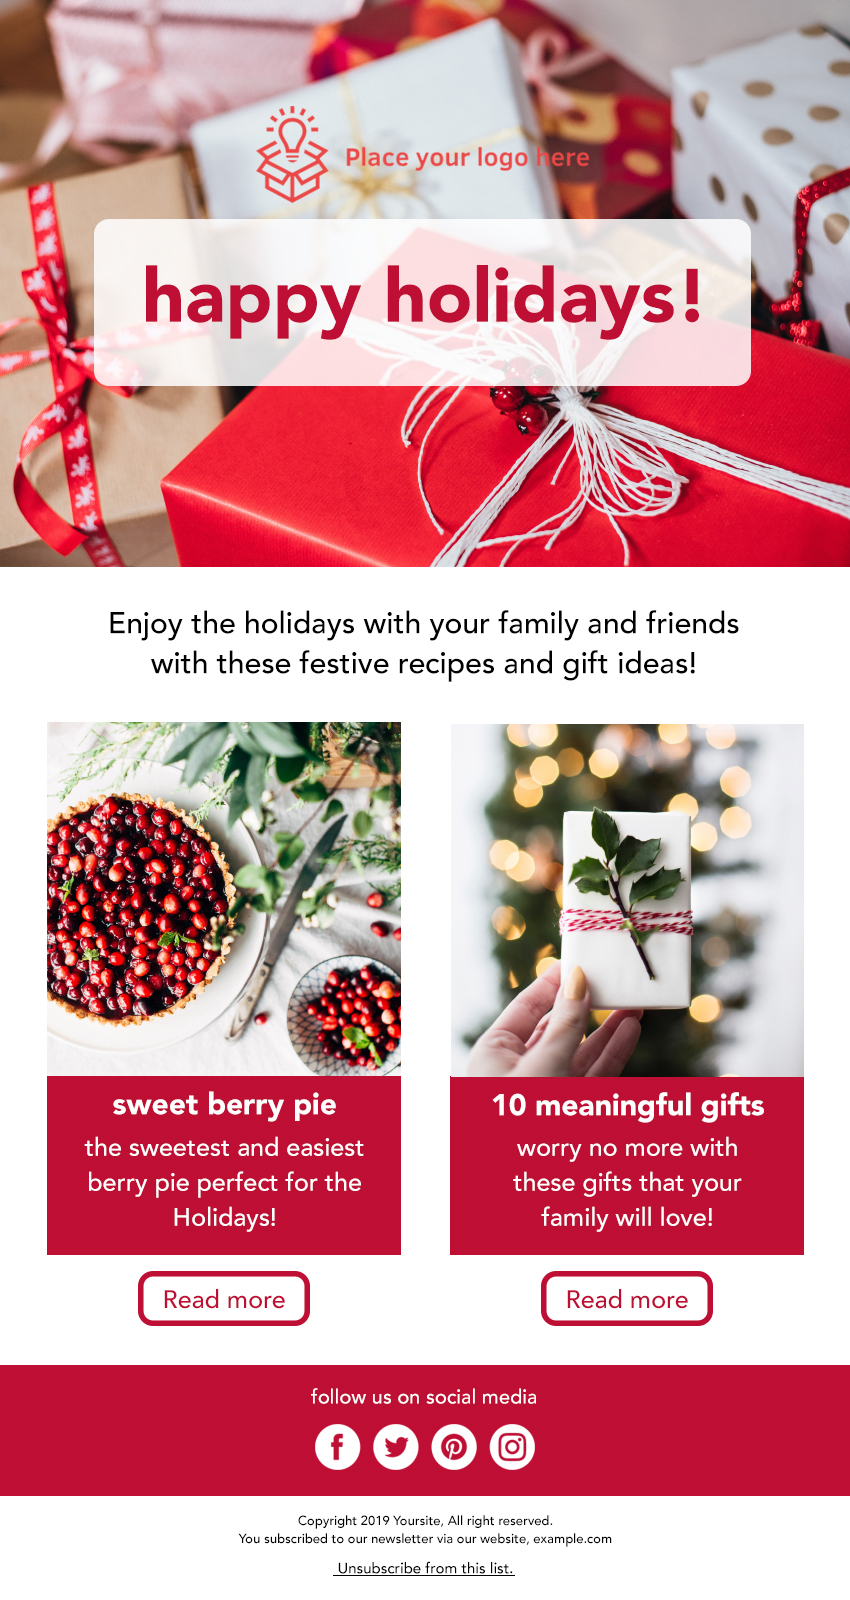 Place your logo here
happy holidays!
Enjoy the holidays with your family and friends
with these festive recipes and gift ideas!
sweet berry pie
the sweetest and easiest
berry pie perfect for the
Holidays!
Read more
10 meaningful gifts
worry no more with
these gifts that your
family will love!
Read more
follow us on social media
Copyright 2019 Yoursite, All right reserved.
You subscribed to our newsletter via our website, example.com
Unsubscribe from this list.